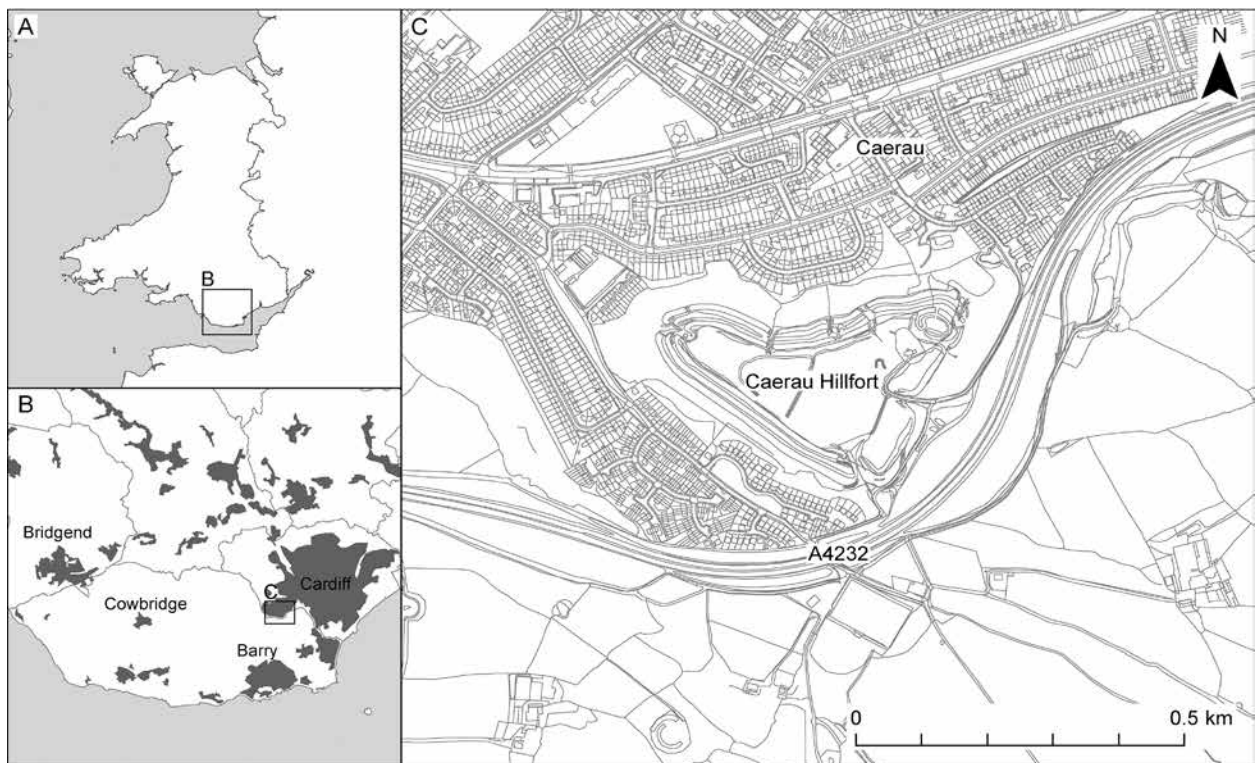 A
B
B
Bridgend
Cowbridge
Cardiff
C
Barry
C
N
Caerau
Caerau Hillfort
A4232
0
0.5 km